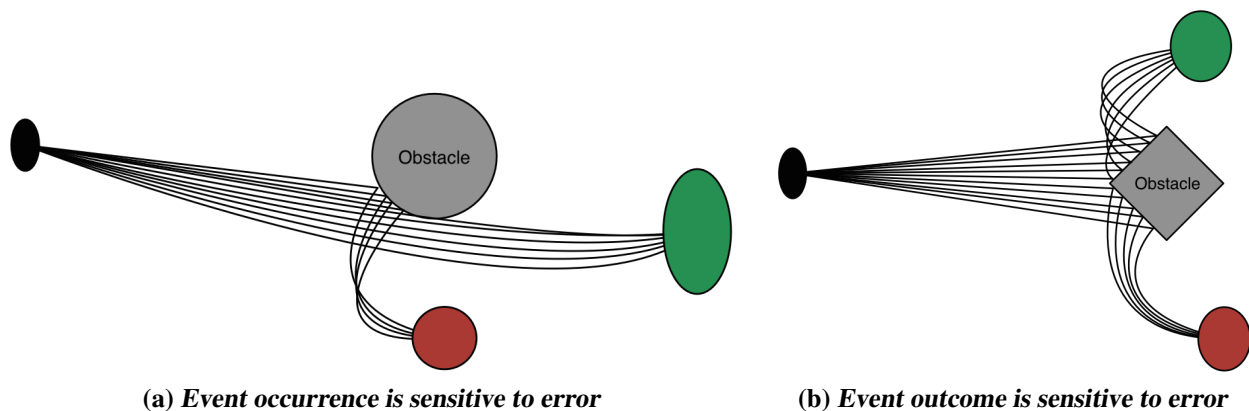 Obstacle
Obstacle
(a) Event occurrence is sensitive to error
(b) Event outcome is sensitive to error